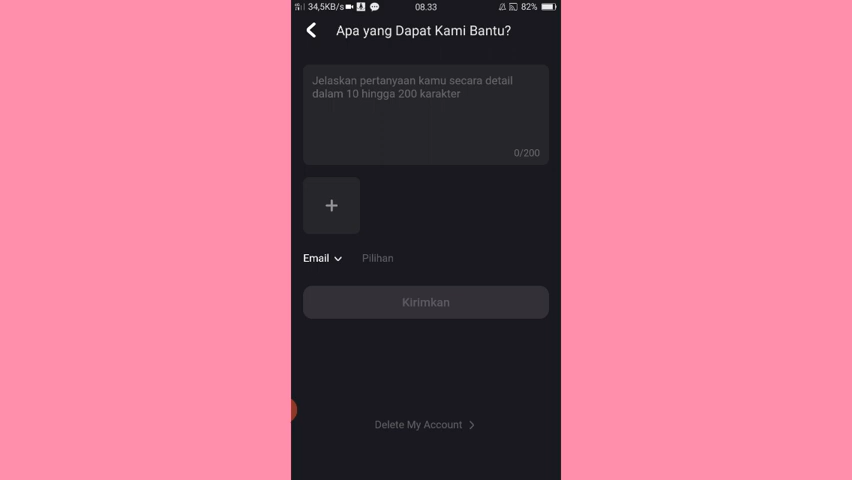 34,5KB/s 08.33 82%
Apa yang Dapat Kami Bantu?
Jelaskan pertanyaan kamu secara detail
dalam 10 hingga 200 karakter
0/200
+
Email Pilihan
Kirimkan
Delete My Account